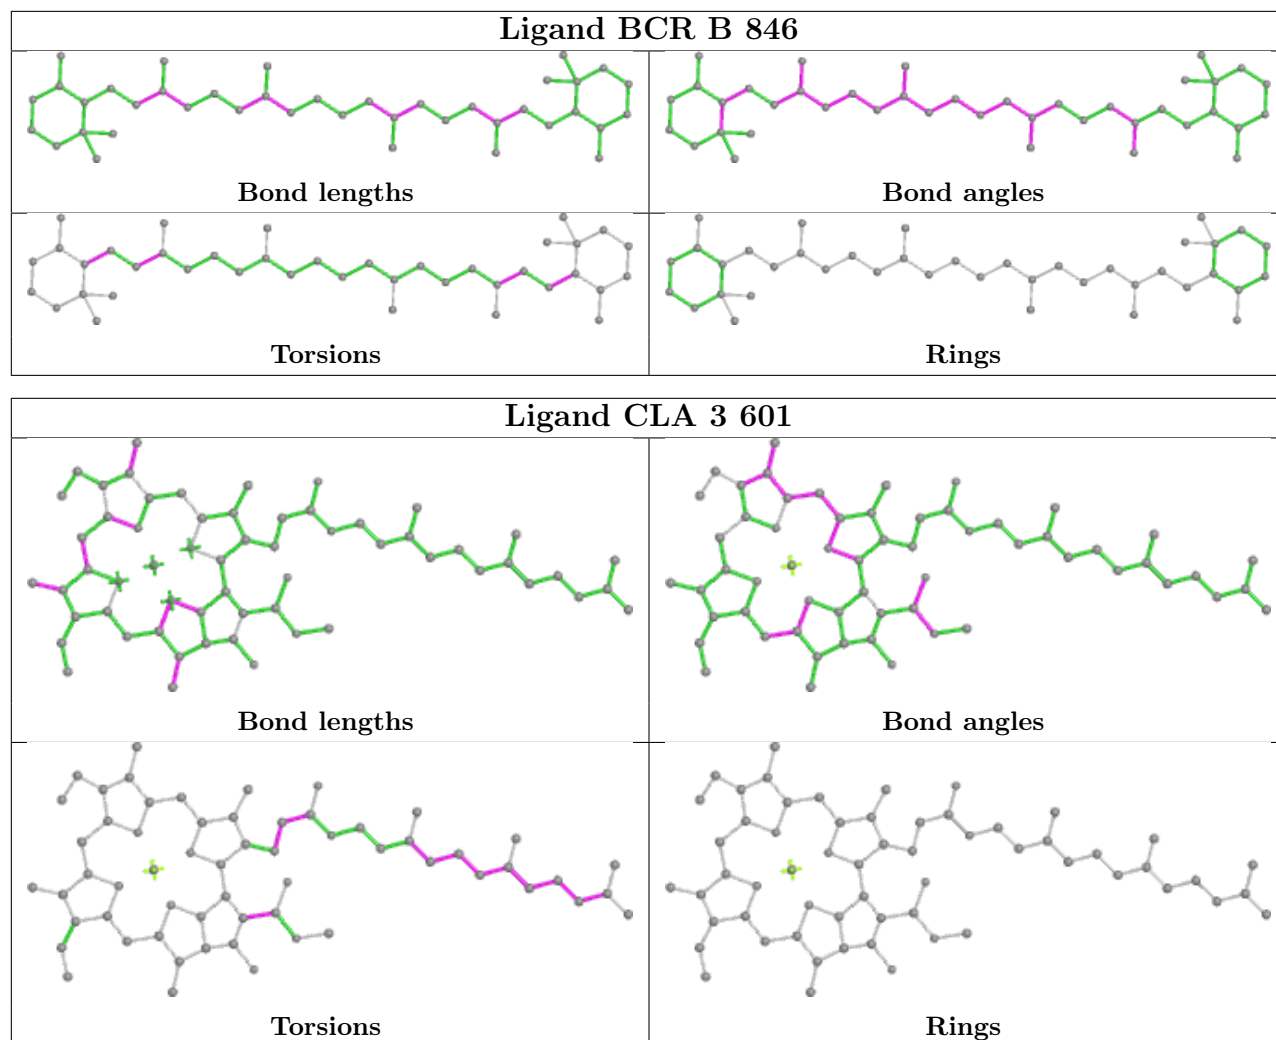 Ligand BCR B 846
Bond lengths
Bond angles
Torsions
Rings
Ligand CLA 3 601
Bond lengths
Bond angles
Torsions
Rings